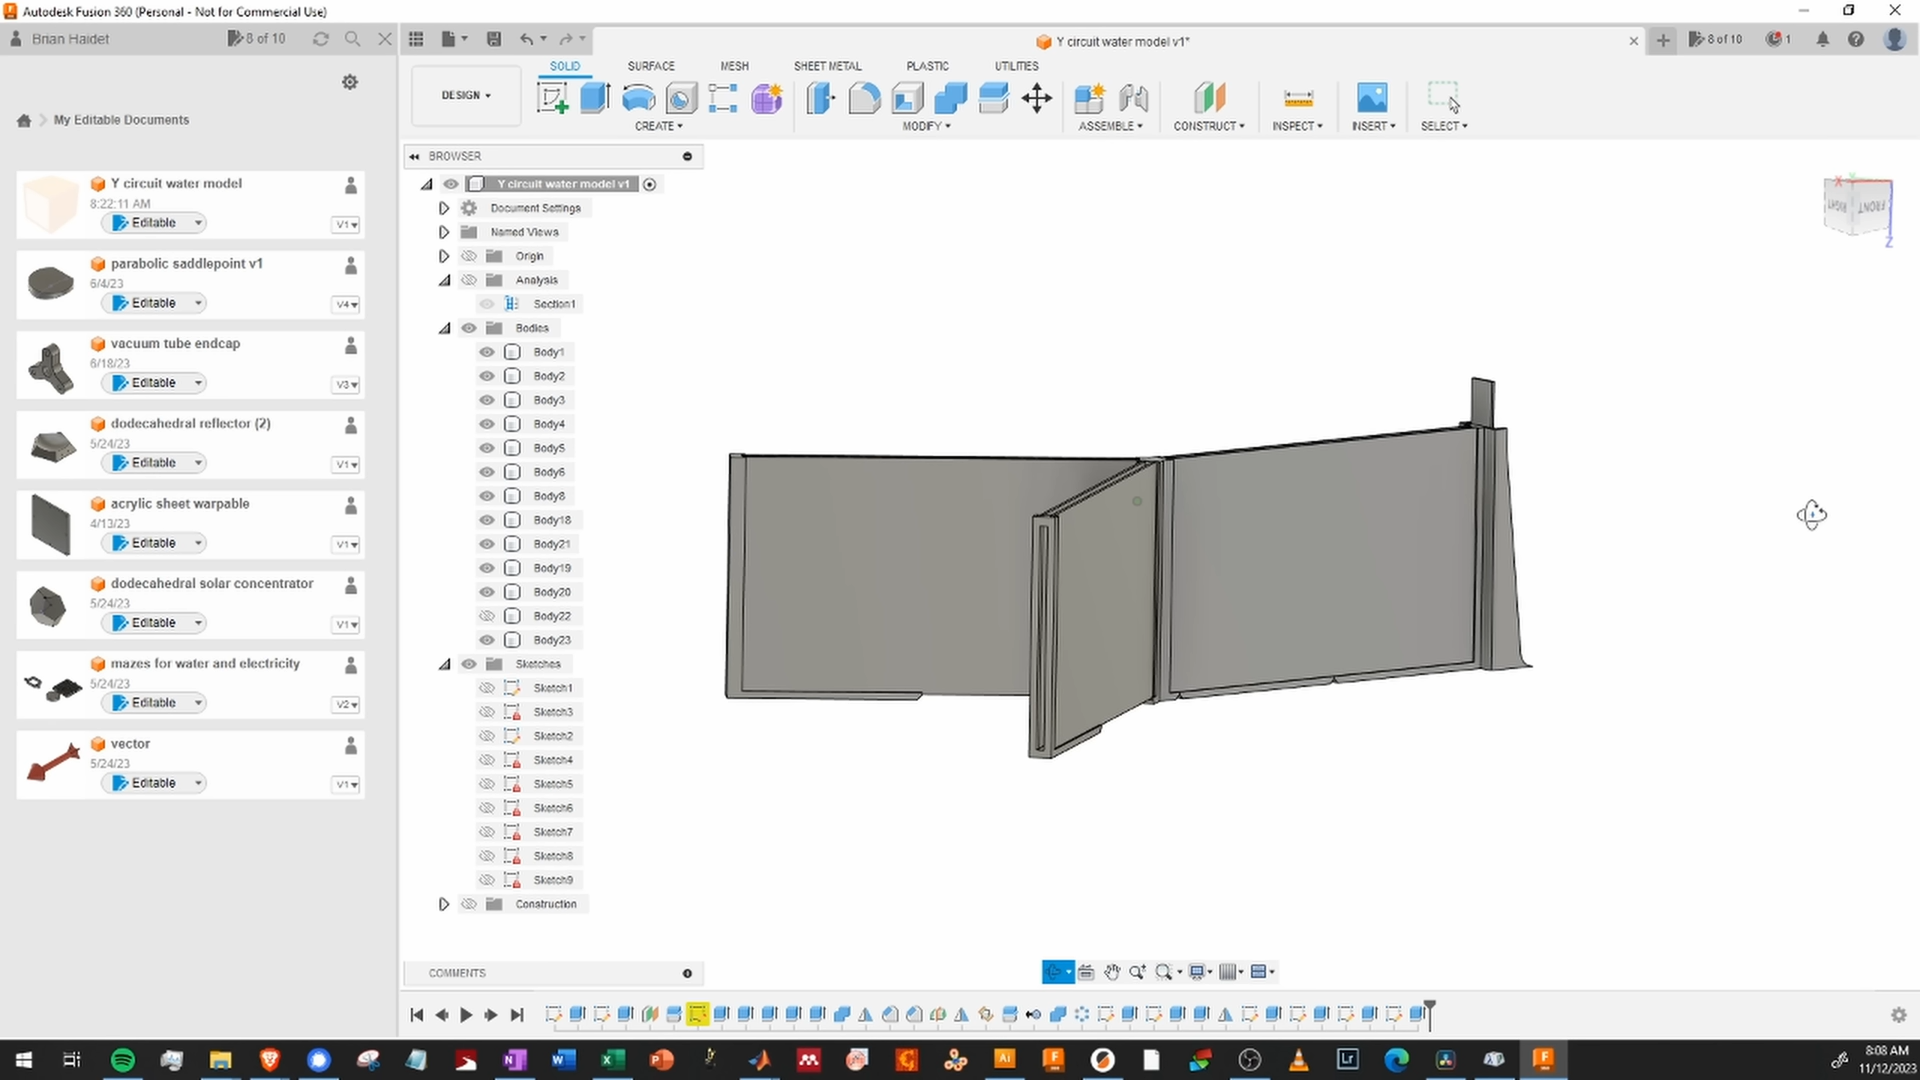 Autodesk Fusion 360 (Personal - Not for Commercial Use)
Brian Haidet
8 of 10
Y circuit water model v1*
8 of 10
1
DESIGN
SOLID
SURFACE
MESH
SHEET METAL
PLASTIC
UTILITIES
CREATE
MODIFY
ASSEMBLE
CONSTRUCT
INSPECT
INSERT
SELECT
My Editable Documents
Y circuit water model
8:22:11 AM
Editable
V1
parabolic saddlepoint v1
6/4/23
Editable
V4
vacuum tube endcap
6/18/23
Editable
V3
dodecahedral reflector (2)
5/24/23
Editable
V1
acrylic sheet warpable
4/13/23
Editable
V1
dodecahedral solar concentrator
5/24/23
Editable
V1
mazes for water and electricity
5/24/23
Editable
V2
vector
5/24/23
Editable
V1
BROWSER
Y circuit water model v1
Document Settings
Named Views
Origin
Analysis
Section1
Bodies
Body1
Body2
Body3
Body4
Body5
Body6
Body8
Body18
Body21
Body19
Body20
Body22
Body23
Sketches
Sketch1
Sketch3
Sketch2
Sketch4
Sketch5
Sketch6
Sketch7
Sketch8
Sketch9
Construction
X
RIGHT
FRONT
Z
COMMENTS
8:08 AM
11/12/2023